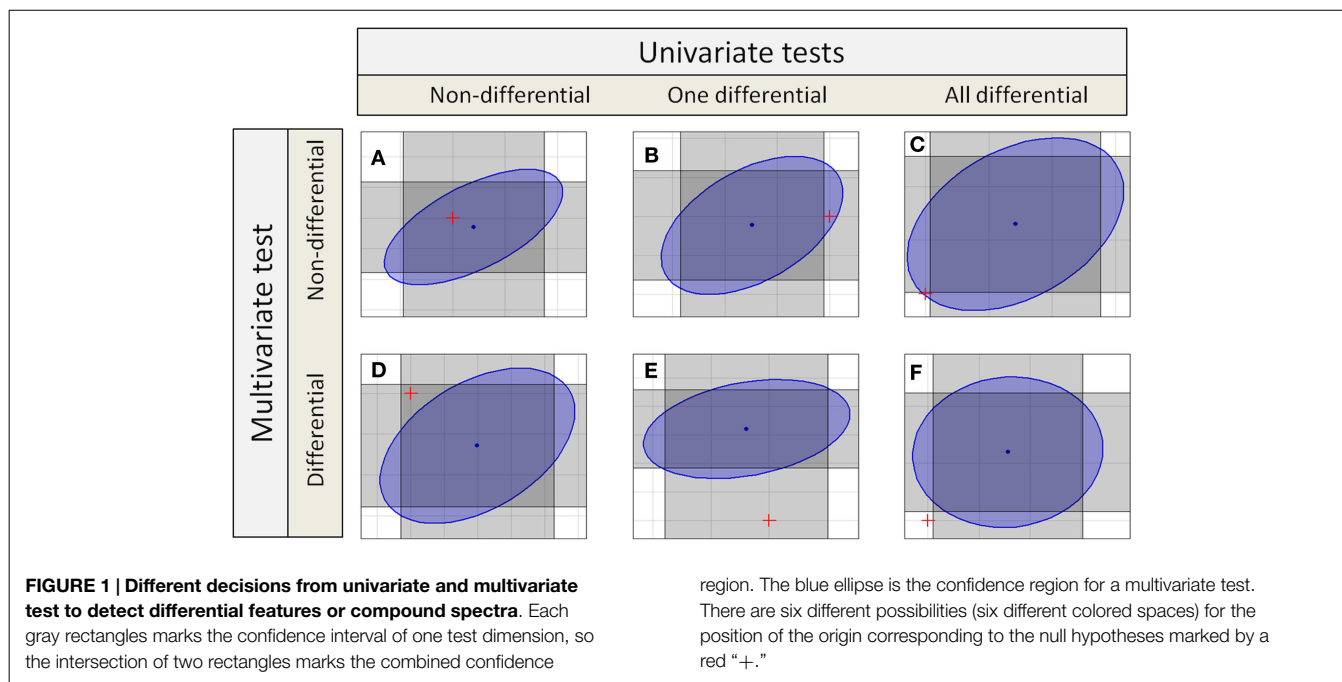 Univariate tests
Non-differential One differential All differential
Multivariate test
Non-differential
Differential
A
B
C
D
E
F
FIGURE 1 | Different decisions from univariate and multivariate
test to detect differential features or compound spectra. Each
gray rectangles marks the confidence interval of one test dimension, so
the intersection of two rectangles marks the combined confidence
region. The blue ellipse is the confidence region for a multivariate test.
There are six different possibilities (six different colored spaces) for the
position of the origin corresponding to the null hypotheses marked by a
red “+.”